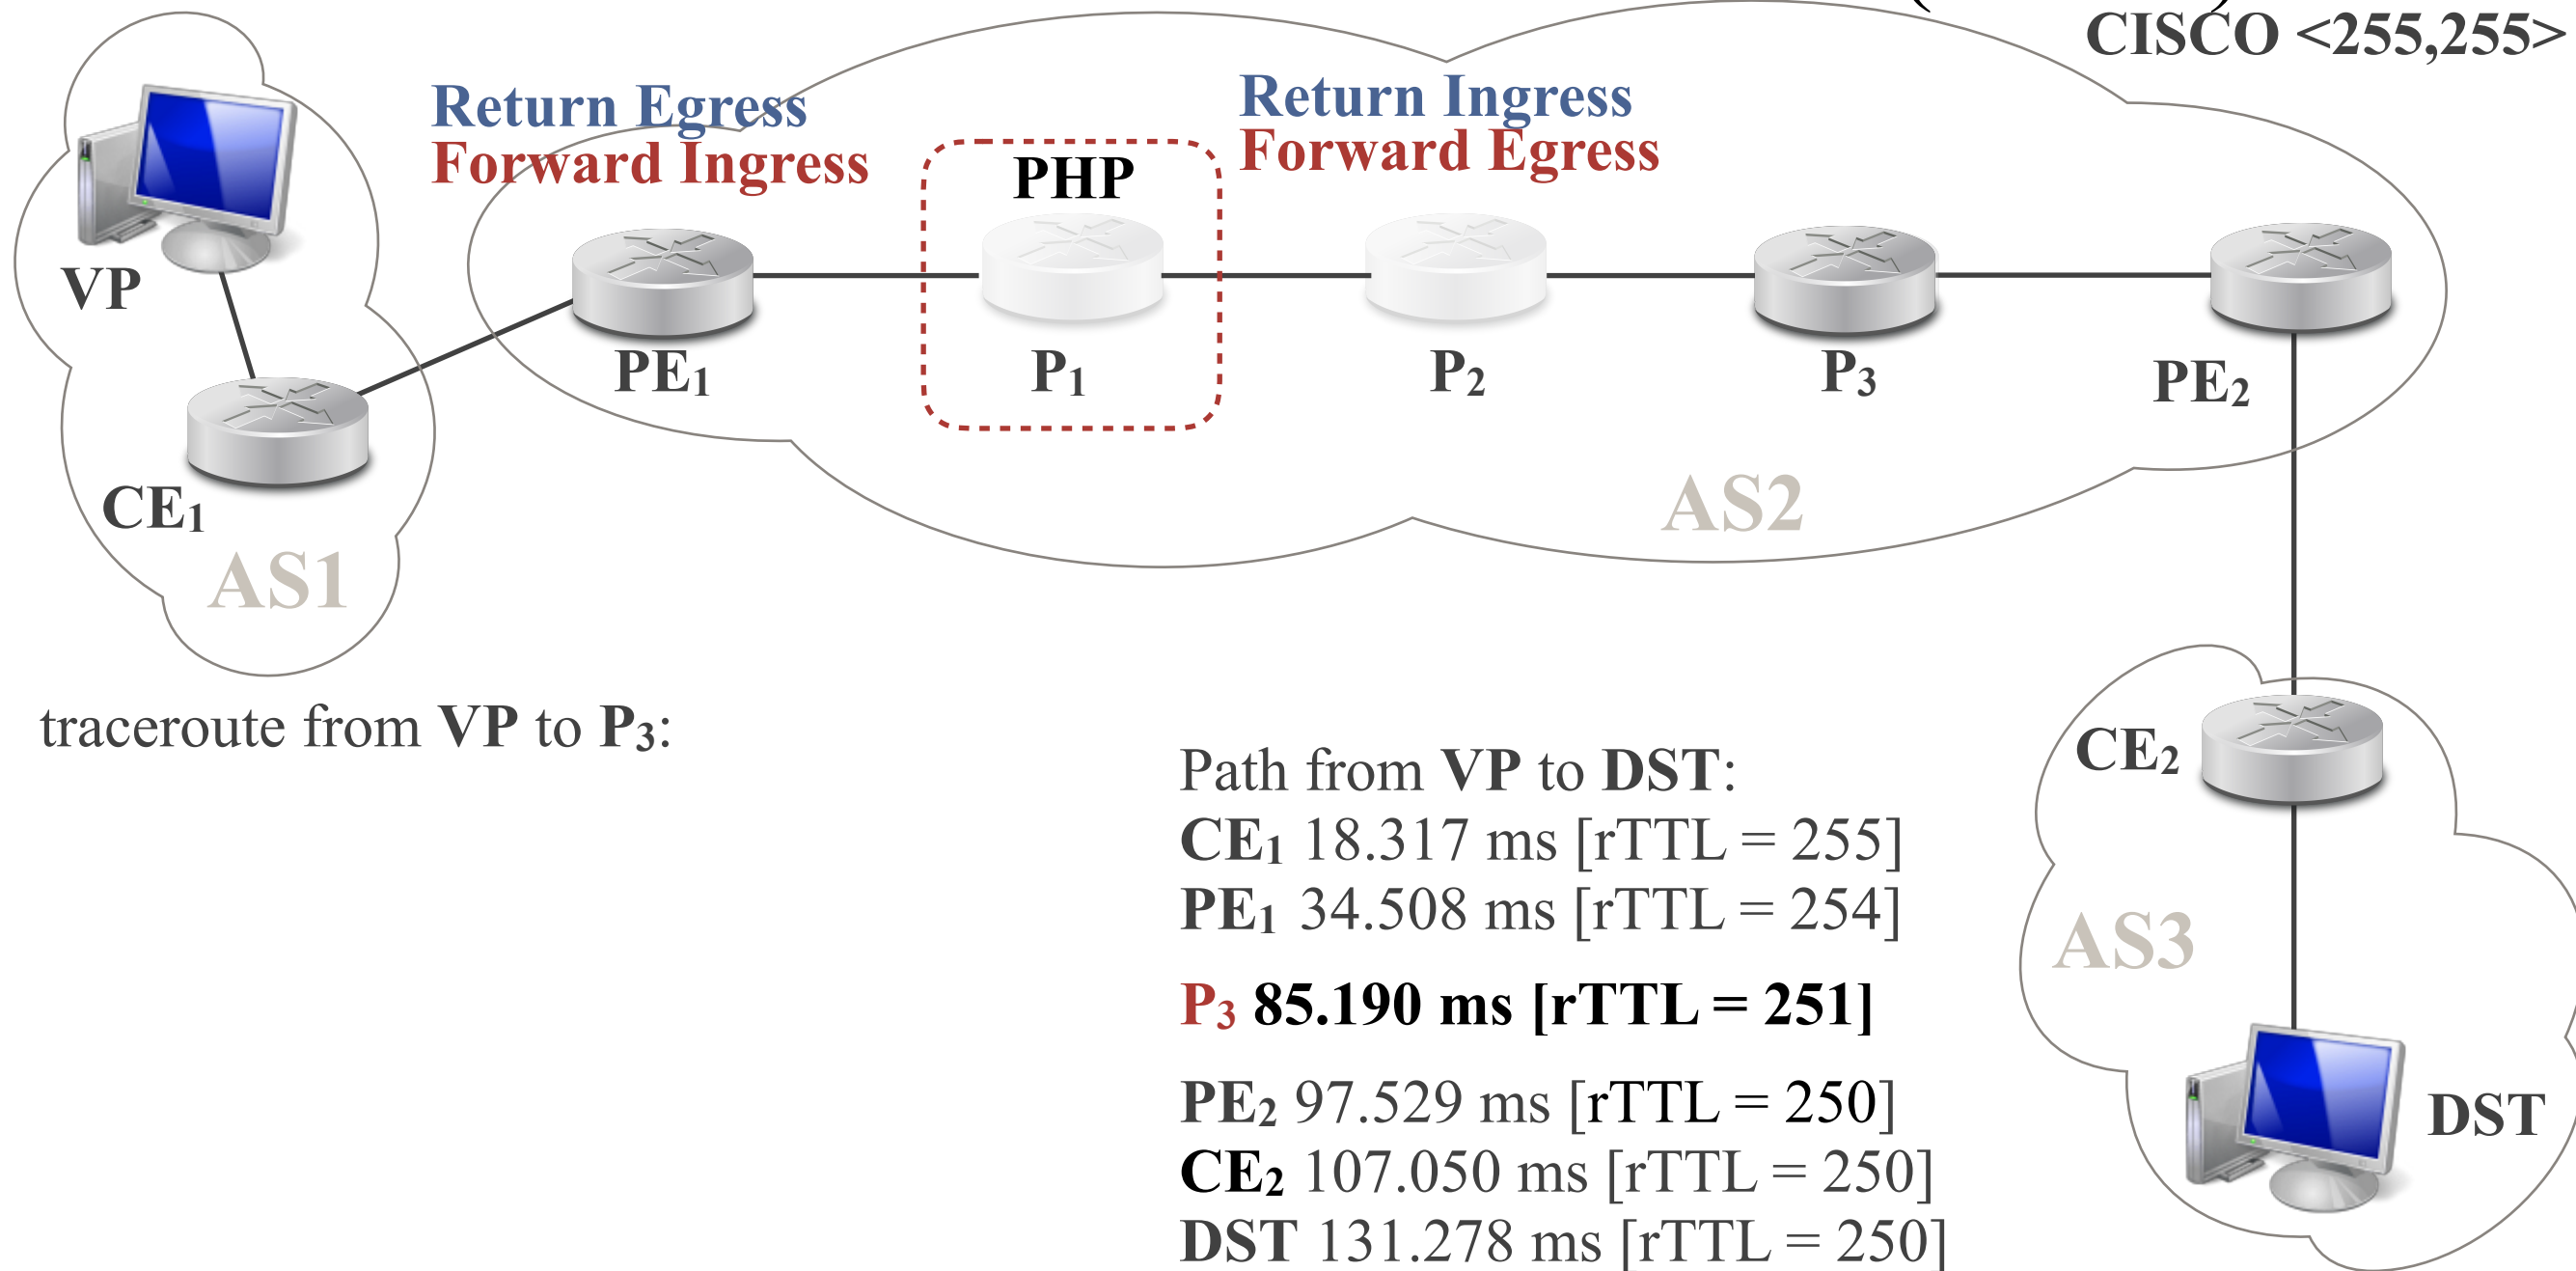 CISCO <255,255>
Return Egress
Forward Ingress
Return Ingress
Forward Egress
PHP
VP
PE1
P1
P2
P3
PE2
CE1
AS1
AS2
traceroute from VP to P3:
CE2
AS3
DST
Path from VP to DST:
CE1 18.317 ms [rTTL = 255]
PE1 34.508 ms [rTTL = 254]
P3 85.190 ms [rTTL = 251]
PE2 97.529 ms [rTTL = 250]
CE2 107.050 ms [rTTL = 250]
DST 131.278 ms [rTTL = 250]